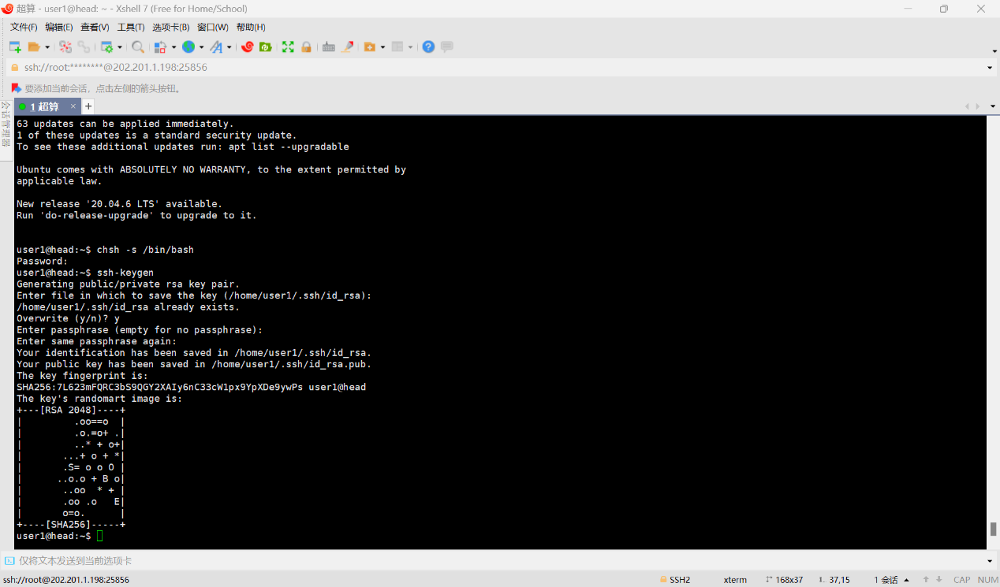 超算 - user1@head: ~ - Xshell 7 (Free for Home/School)
文件(F) 编辑(E) 查看(V) 工具(T) 选项卡(B) 窗口(W) 帮助(H)
ssh://root:********@202.201.1.198:25856
要添加当前会话，点击左侧的箭头按钮。
会话管理器
1 超算 × +
63 updates can be applied immediately.
1 of these updates is a standard security update.
To see these additional updates run: apt list --upgradable
Ubuntu comes with ABSOLUTELY NO WARRANTY, to the extent permitted by
applicable law.
New release '20.04.6 LTS' available.
Run 'do-release-upgrade' to upgrade to it.
user1@head:~$ chsh -s /bin/bash
Password:
user1@head:~$ ssh-keygen
Generating public/private rsa key pair.
Enter file in which to save the key (/home/user1/.ssh/id_rsa):
/home/user1/.ssh/id_rsa already exists.
Overwrite (y/n)? y
Enter passphrase (empty for no passphrase):
Enter same passphrase again:
Your identification has been saved in /home/user1/.ssh/id_rsa.
Your public key has been saved in /home/user1/.ssh/id_rsa.pub.
The key fingerprint is:
SHA256:7L623mFQRC3bS9QGY2XAIy6nC33cW1px9YpXDe9ywPs user1@head
The key's randomart image is:
+---[RSA 2048]----+
|         .oo==o  |
|         .o.=o+ .|
|         ..* + o+|
|       ...+ o + *|
|       .S= o o O |
|      ..o.o + B o|
|       ..oo  * + |
|       .oo .o   E|
|       o=o.      |
+----[SHA256]-----+
user1@head:~$
仅将文本发送到当前选项卡
ssh://root@202.201.1.198:25856 SSH2 xterm 168x37 37,15 1 会话 CAP NUM